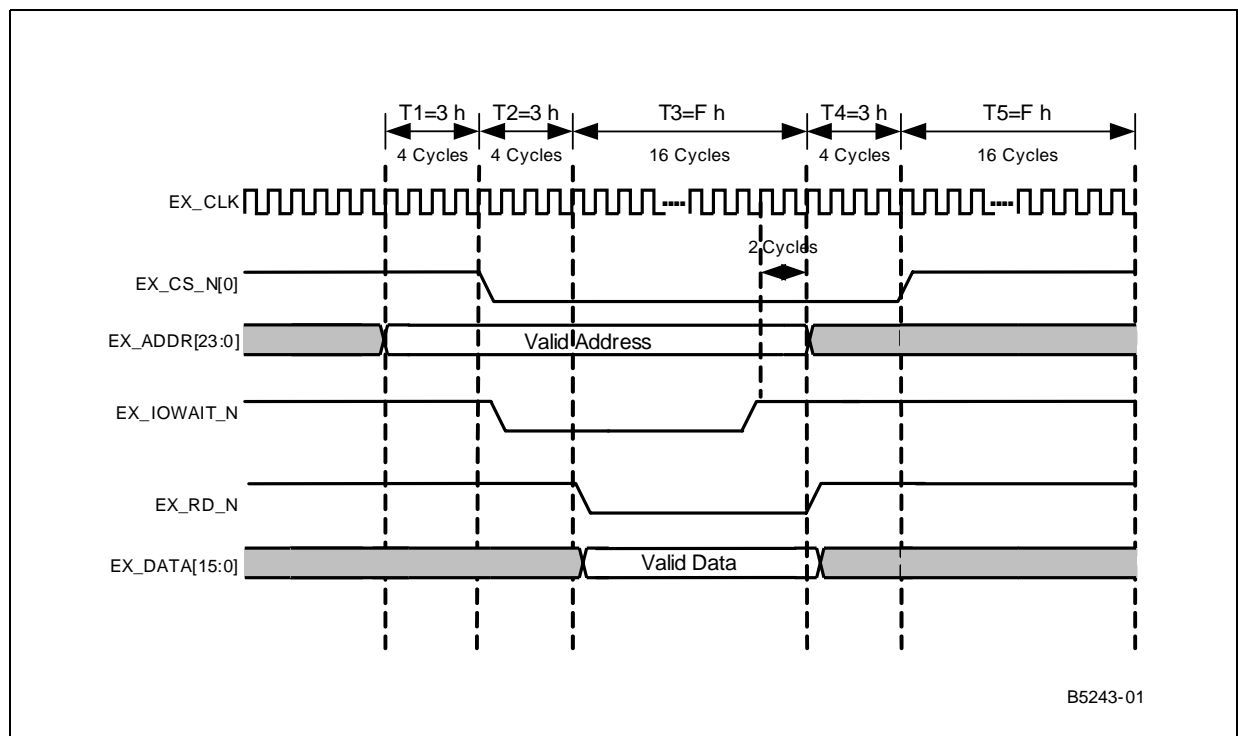 T1=3 h T2=3 h T3=F h T4=3 h T5=F h
4 Cycles 4 Cycles 16 Cycles 4 Cycles 16 Cycles
EX_CLK
2 Cycles
EX_CS_N[0]
EX_ADDR[23:0] Valid Address
EX_IOWAIT_N
EX_RD_N
EX_DATA[15:0] Valid Data
B5243-01